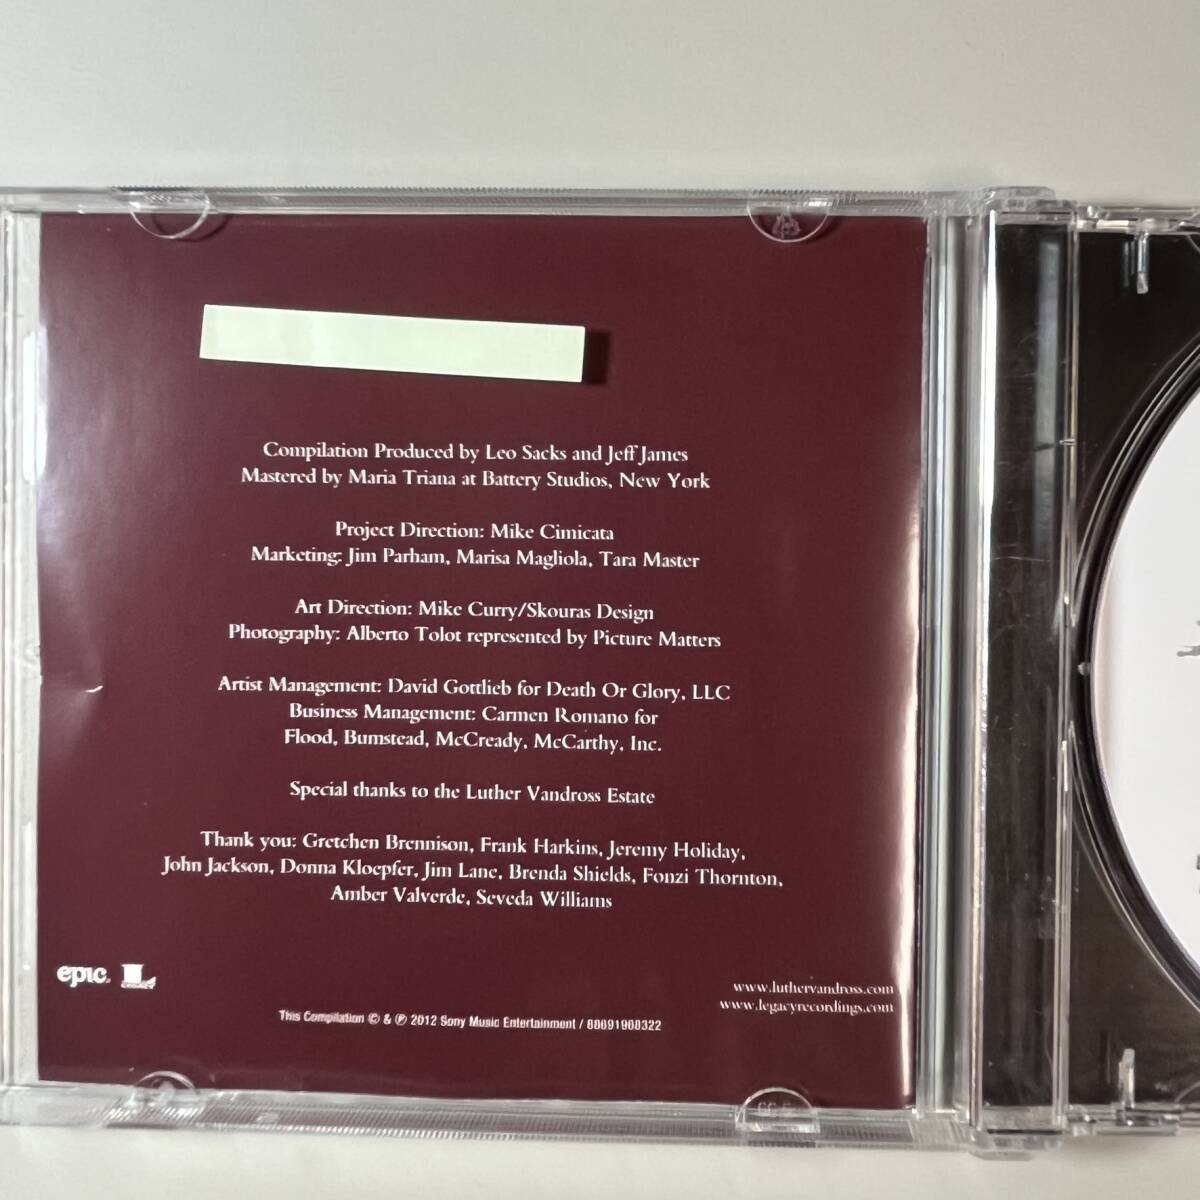 Compilation Produced by Leo Sacks and Jeff James
Mastered by Maria Triana at Battery Studios, New York
Project Direction: Mike Cimicata
Marketing: Jim Parham, Marisa Magliola, Tara Master
Art Direction: Mike Curry/Skouras Design
Photography: Alberto Tolot represented by Picture Matters
Artist Management: David Gottlieb for Death Or Glory, LLC
Business Management: Carmen Romano for
Flood, Bumstead, McCready, McCarthy, Inc.
Special thanks to the Luther Vandross Estate
Thank you: Gretchen Brennison, Frank Harkins, Jeremy Holiday,
John Jackson, Donna Kloepfer, Jim Lane, Brenda Shields, Fonzi Thornton,
Amber Valverde, Seveda Williams
epic. L LEGACY
www.luthervandross.com
www.legacyrecordings.com
This Compilation © & ℗ 2012 Sony Music Entertainment / 88691908322